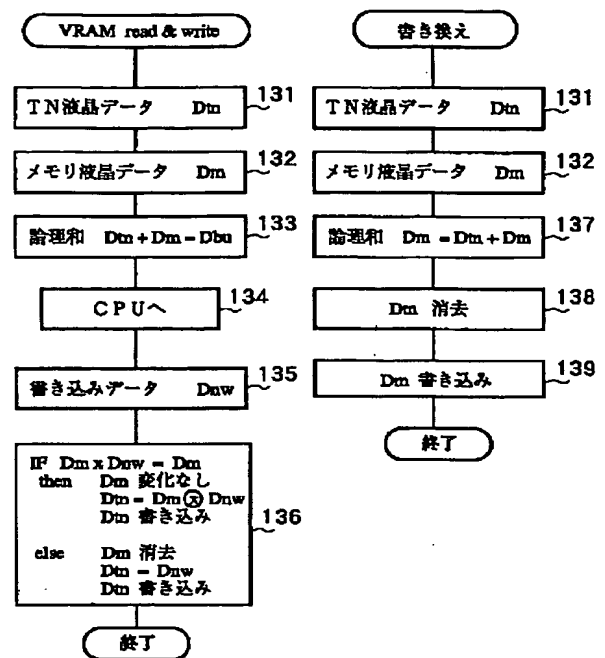 VRAM read & write
TN液晶データ Dtn
131
メモリ液晶データ Dm
132
論理和 Dtn + Dm = Dbu
133
CPUへ
134
書き込みデータ Dnw
135
IF Dm x Dnw = Dm
then Dm 変化なし
Dtn = Dm ⓧ Dnw
Dtn 書き込み
else Dm 消去
Dtn = Dnw
Dtn 書き込み
136
終了
書き換え
TN液晶データ Dtn
131
メモリ液晶データ Dm
132
論理和 Dm = Dtn + Dm
137
Dm 消去
138
Dm 書き込み
139
終了